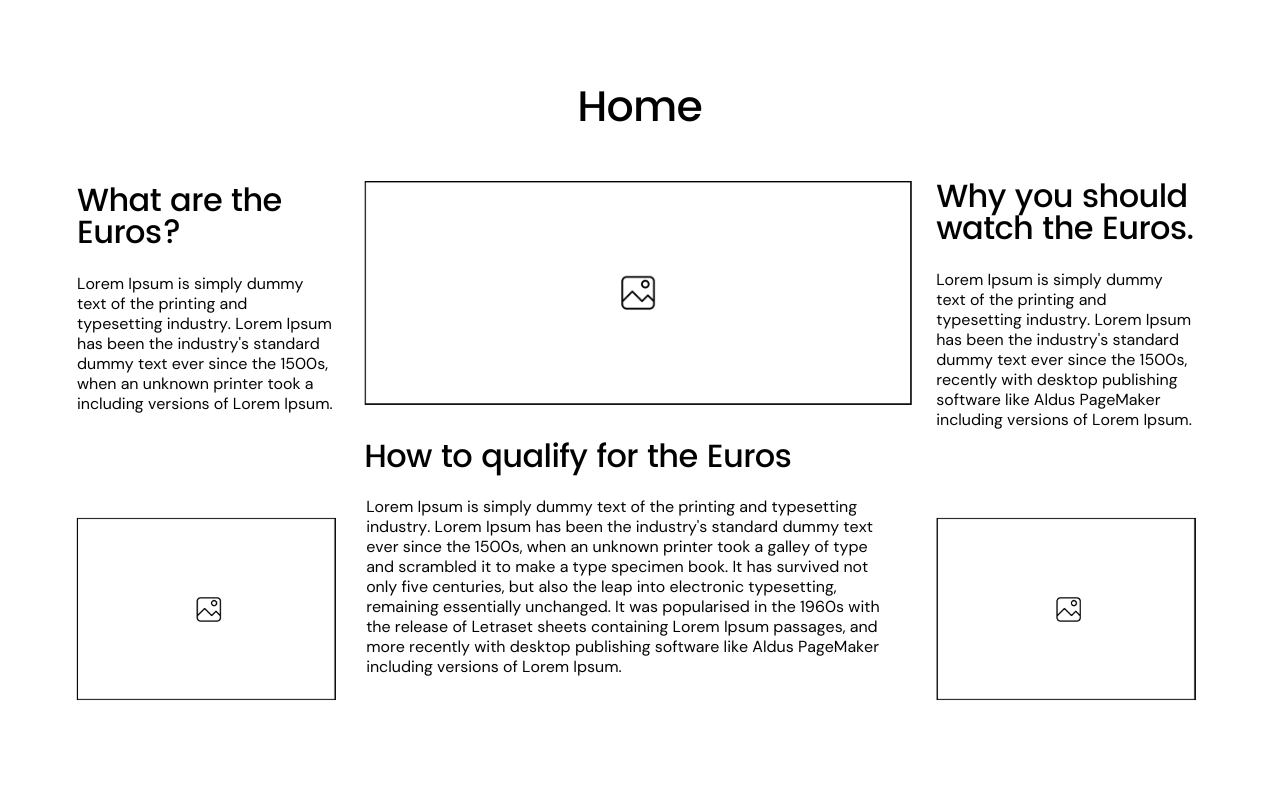 Home
What are the
Euros?
Lorem Ipsum is simply dummy
text of the printing and
typesetting industry. Lorem Ipsum
has been the industry's standard
dummy text ever since the 1500s,
when an unknown printer took a
including versions of Lorem Ipsum.
How to qualify for the Euros
Lorem Ipsum is simply dummy text of the printing and typesetting
industry. Lorem Ipsum has been the industry's standard dummy text
ever since the 1500s, when an unknown printer took a galley of type
and scrambled it to make a type specimen book. It has survived not
only five centuries, but also the leap into electronic typesetting,
remaining essentially unchanged. It was popularised in the 1960s with
the release of Letraset sheets containing Lorem Ipsum passages, and
more recently with desktop publishing software like Aldus PageMaker
including versions of Lorem Ipsum.
Why you should
watch the Euros.
Lorem Ipsum is simply dummy
text of the printing and
typesetting industry. Lorem Ipsum
has been the industry's standard
dummy text ever since the 1500s,
recently with desktop publishing
software like Aldus PageMaker
including versions of Lorem Ipsum.